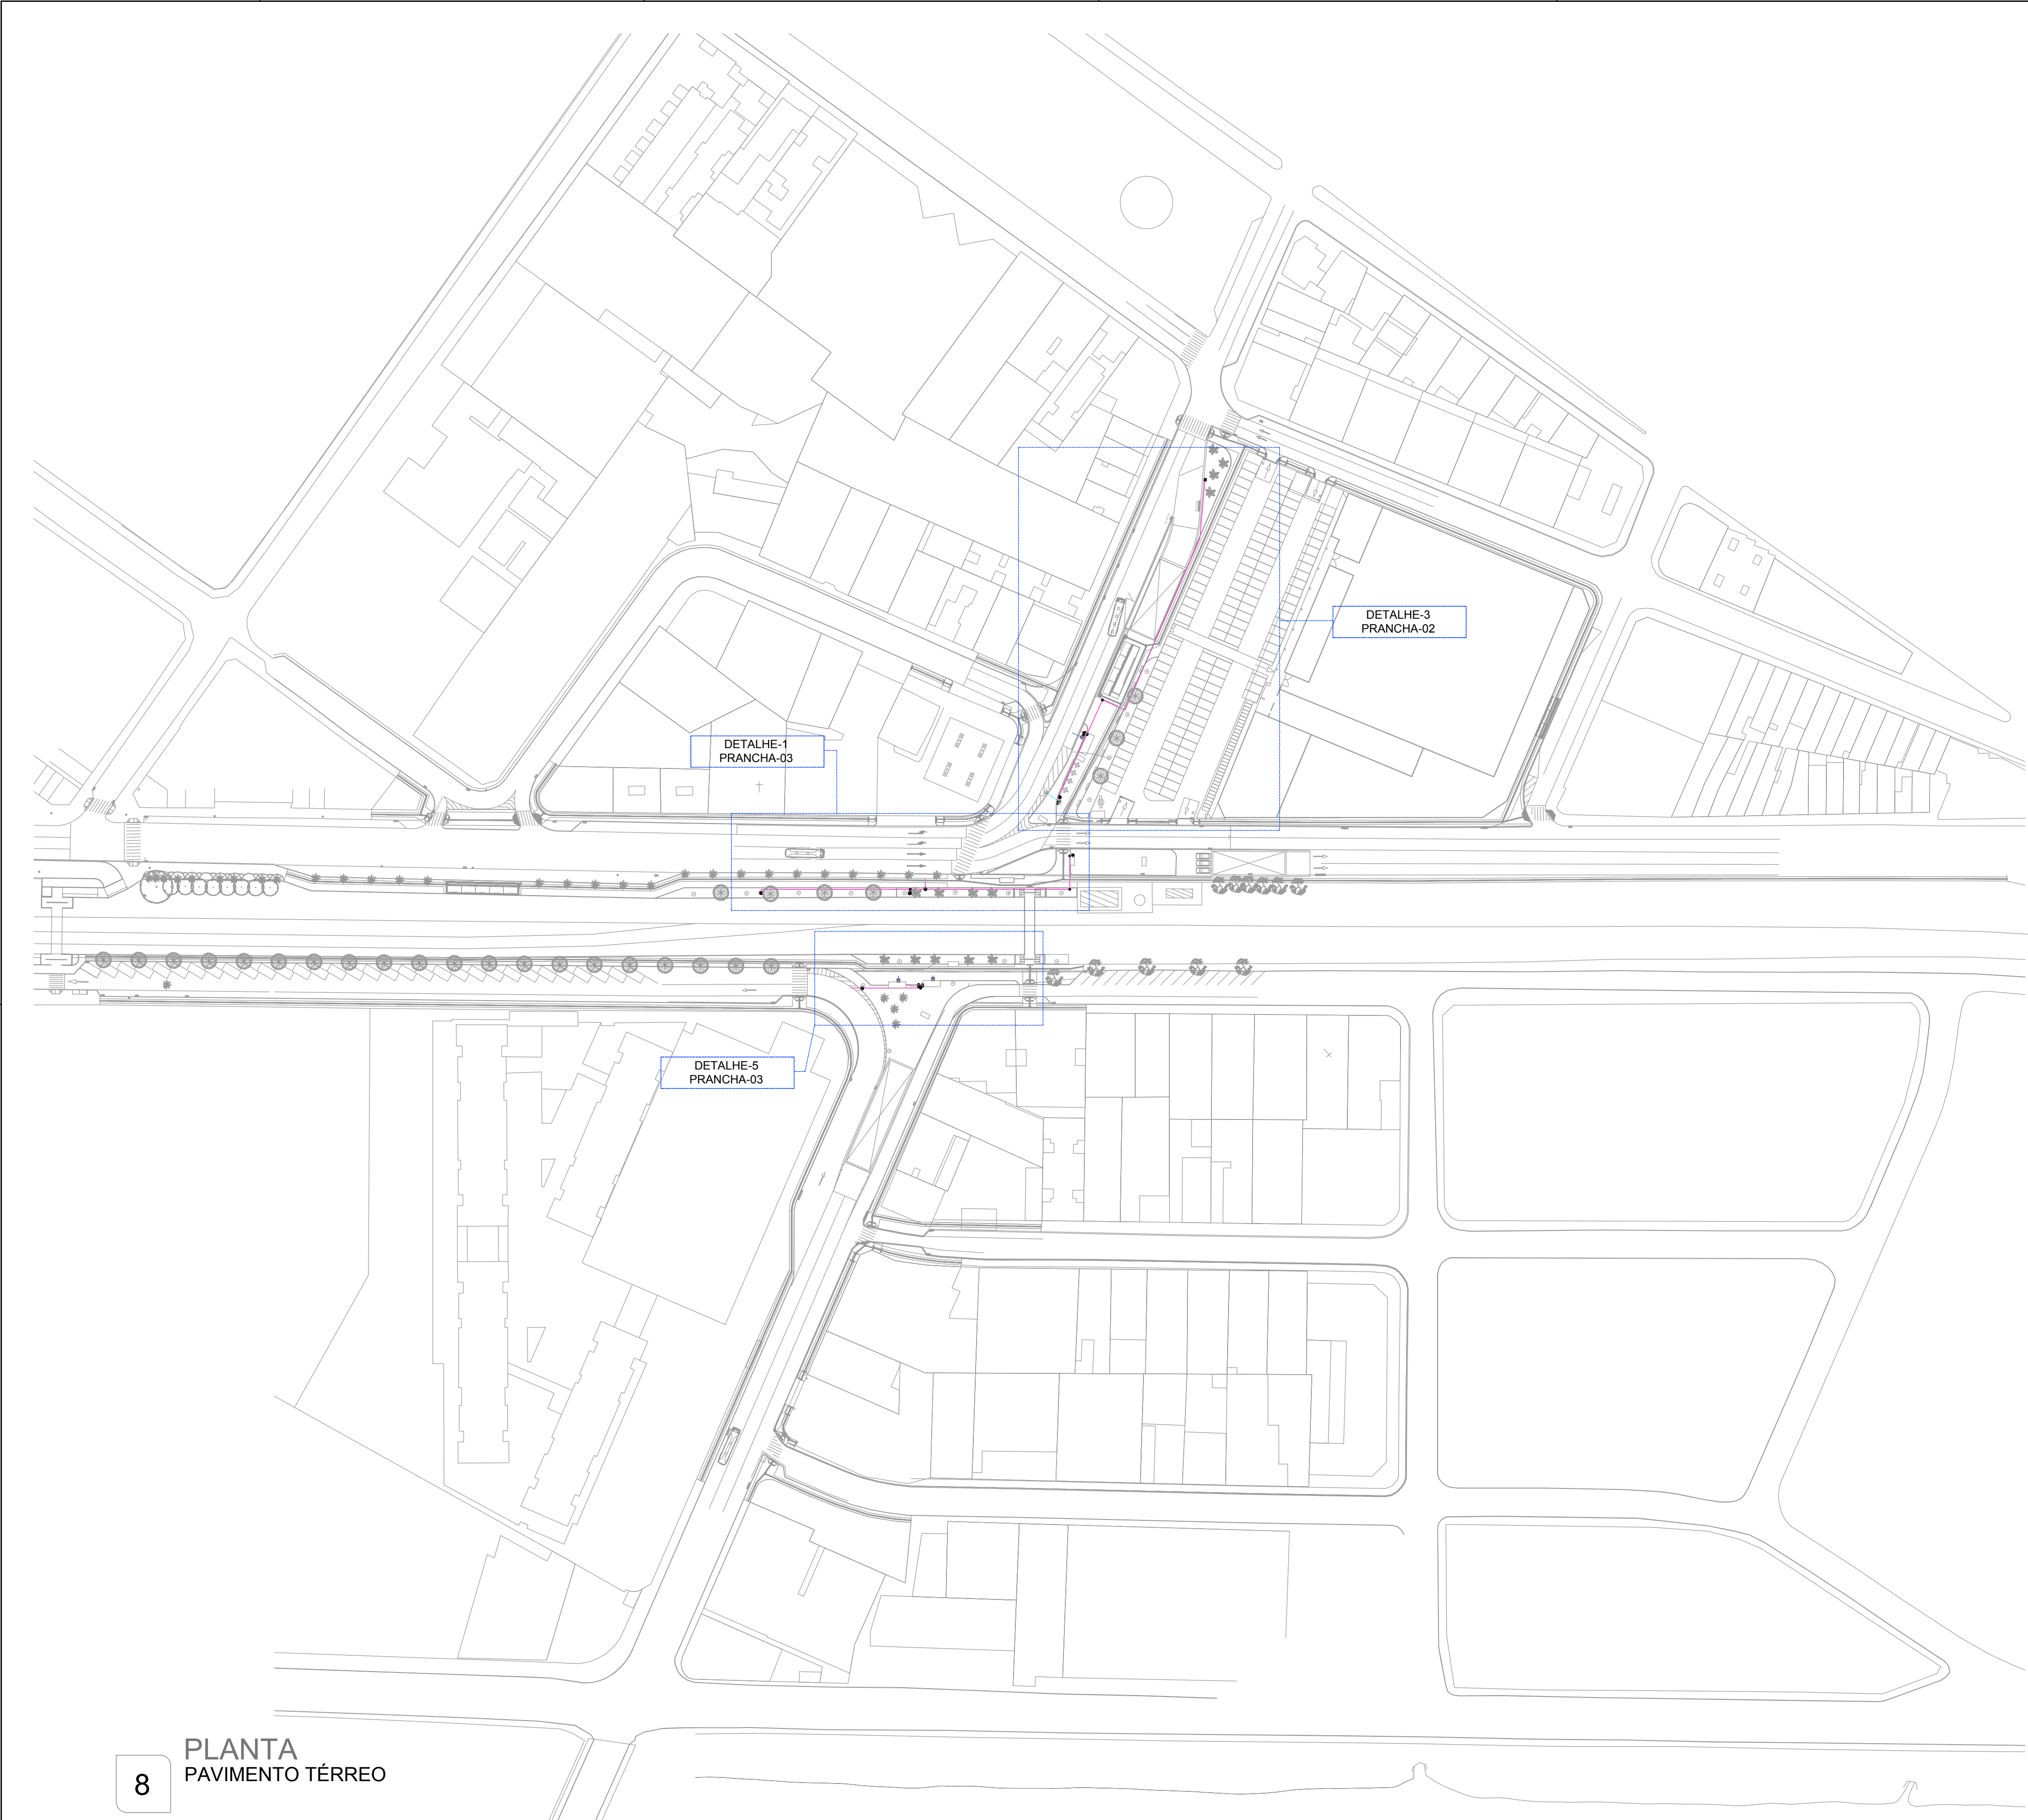 DETALHE-3
PRANCHA-02
DETALHE-1
PRANCHA-03
DETALHE-5
PRANCHA-03
PLANTA
PAVIMENTO TÉRREO
8